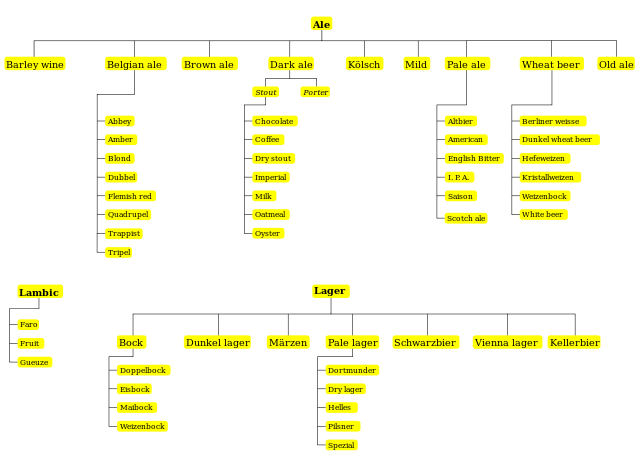 Ale
Barley wine
Belgian ale
Brown ale
Dark ale
Kölsch
Mild
Pale ale
Wheat beer
Old ale
Stout
Porter
Abbey
Amber
Blond
Dubbel
Flemish red
Quadrupel
Trappist
Tripel
Chocolate
Coffee
Dry stout
Imperial
Milk
Oatmeal
Oyster
Altbier
American
English Bitter
I. P. A.
Saison
Scotch ale
Berliner weisse
Dunkel wheat beer
Hefeweizen
Kristallweizen
Weizenbock
White beer
Lambic
Faro
Fruit
Gueuze
Lager
Bock
Dunkel lager
Märzen
Pale lager
Schwarzbier
Vienna lager
Kellerbier
Doppelbock
Eisbock
Maibock
Weizenbock
Dortmunder
Dry lager
Helles
Pilsner
Spezial